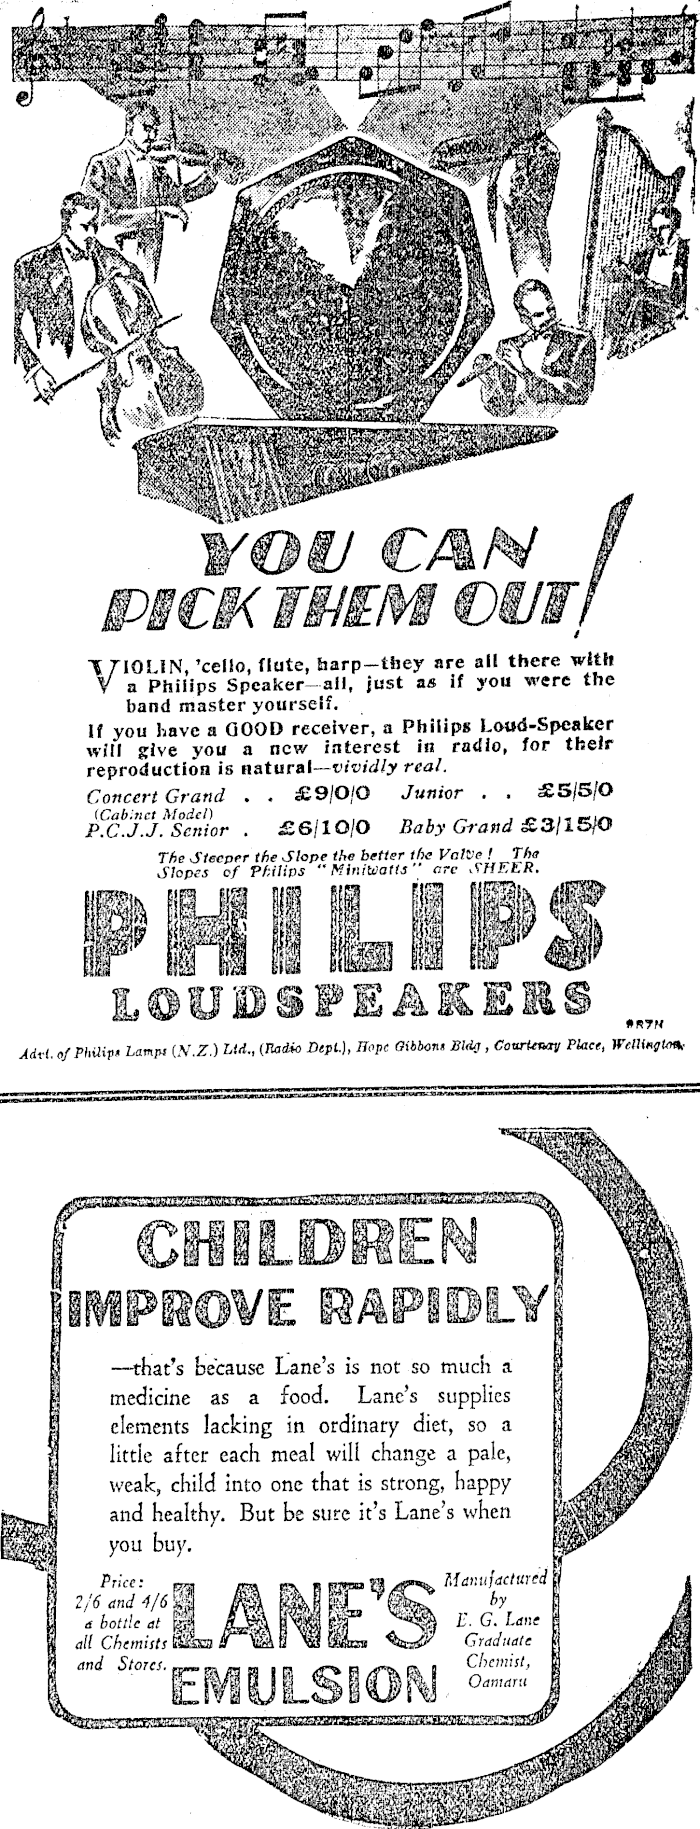 YOU CAN
PICK THEM OUT!
VIOLIN, 'cello, flute, harp—they are all there with
a Philips Speaker—all, just as if you were the
band master yourself.
If you have a GOOD receiver, a Philips Loud-Speaker
will give you a new interest in radio, for their
reproduction is natural—vividly real.
Concert Grand . . £9/0/0 Junior . . £5/5/0
(Cabinet Model)
P.C.J.J. Senior . £6/10/0 Baby Grand £3/15/0
The Steeper the Slope the better the Valve! The
Slopes of Philips "Miniwatts" are SHEER.
PHILIPS
LOUDSPEAKERS
Advt. of Philips Lamps (N.Z.) Ltd., (Radio Dept.), Hope Gibbons Bldg, Courtenay Place, Wellington.
CHILDREN
IMPROVE RAPIDLY
—that's because Lane's is not so much a
medicine as a food. Lane's supplies
elements lacking in ordinary diet, so a
little after each meal will change a pale,
weak, child into one that is strong, happy
and healthy. But be sure it's Lane's when
you buy.
Price:
2/6 and 4/6
a bottle at
all Chemists
and Stores.
LANE'S
EMULSION
Manufactured
by
E. G. Lane
Graduate
Chemist,
Oamaru